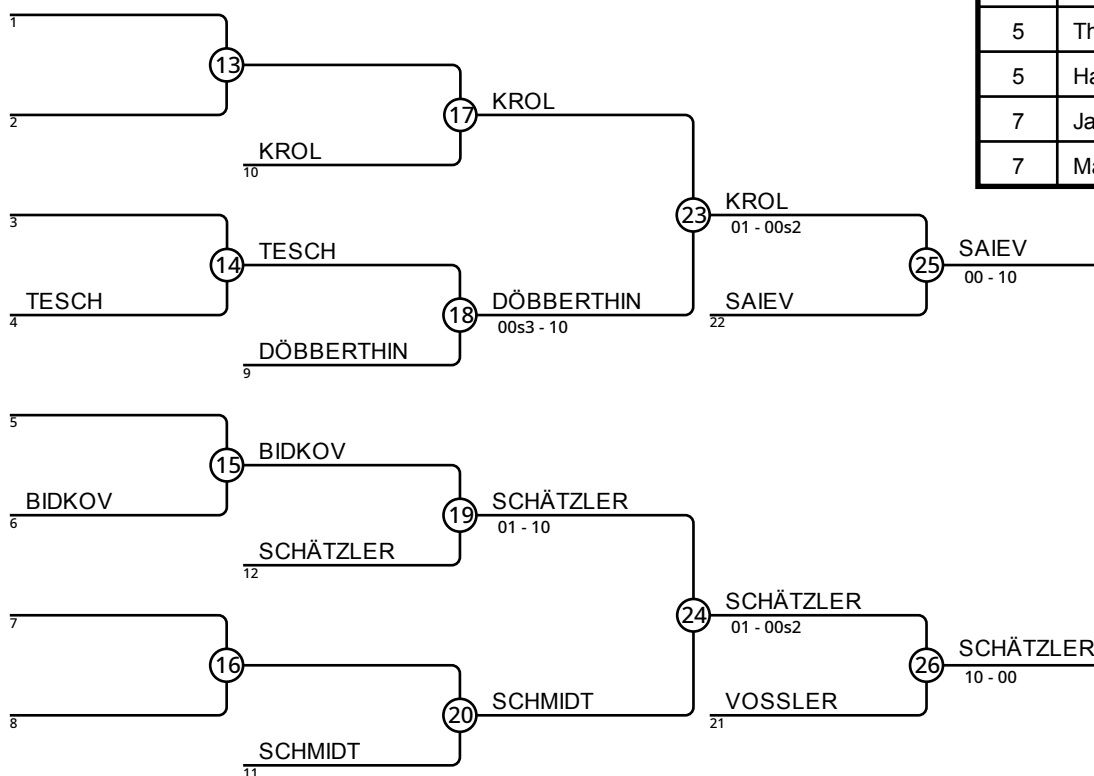 1
13
2
17
KROL
KROL
10
3
14
TESCH
TESCH
4
18
DÖBBERTHIN
00s3 - 10
DÖBBERTHIN
9
23
KROL
01 - 00s2
25
SAIEV
00 - 10
SAIEV
22
5
15
BIDKOV
BIDKOV
6
19
SCHÄTZLER
01 - 10
SCHÄTZLER
12
7
16
8
20
SCHMIDT
SCHMIDT
11
24
SCHÄTZLER
01 - 00s2
26
SCHÄTZLER
10 - 00
VOSSLER
21
5
5
7
7